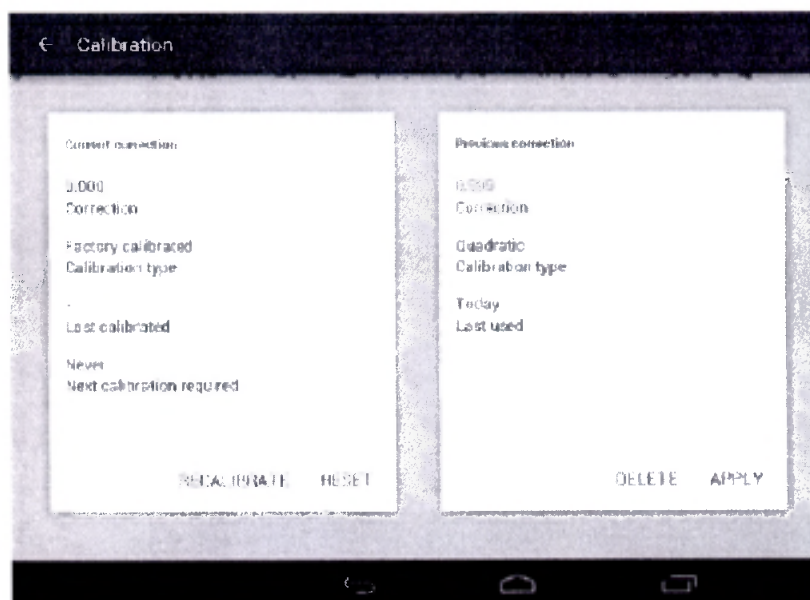 Calibration
Current correction
0.000
Correction
Factory calibrated
Calibration type
-
Last calibrated
Never
Next calibration required
RECALIBRATE RESET
Previous correction
Correction
Quadratic
Calibration type
Today
Last used
DELETE APPLY